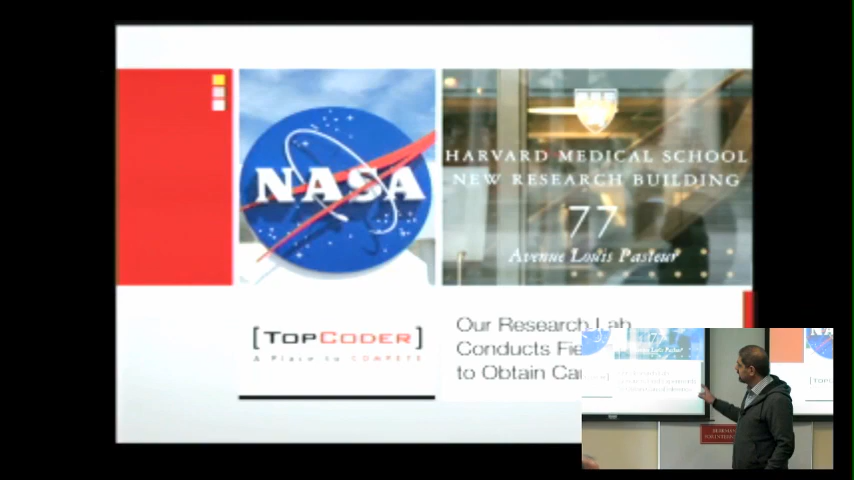 NASA
HARVARD MEDICAL SCHOOL
NEW RESEARCH BUILDING
77
Avenue Louis Pasteur
[TOPCODER]
A Place to COMPETE
Our Research Lab
Conducts
to Obtain